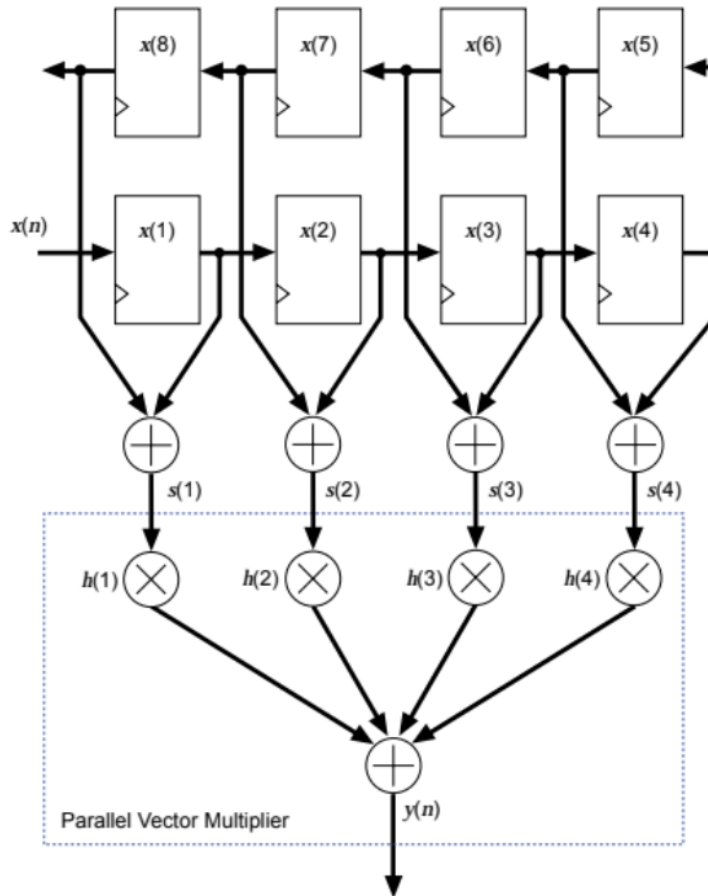 x(8) x(7) x(6) x(5)
x(n) x(1) x(2) x(3) x(4)
s(1) s(2) s(3) s(4)
h(1) h(2) h(3) h(4)
y(n)
Parallel Vector Multiplier